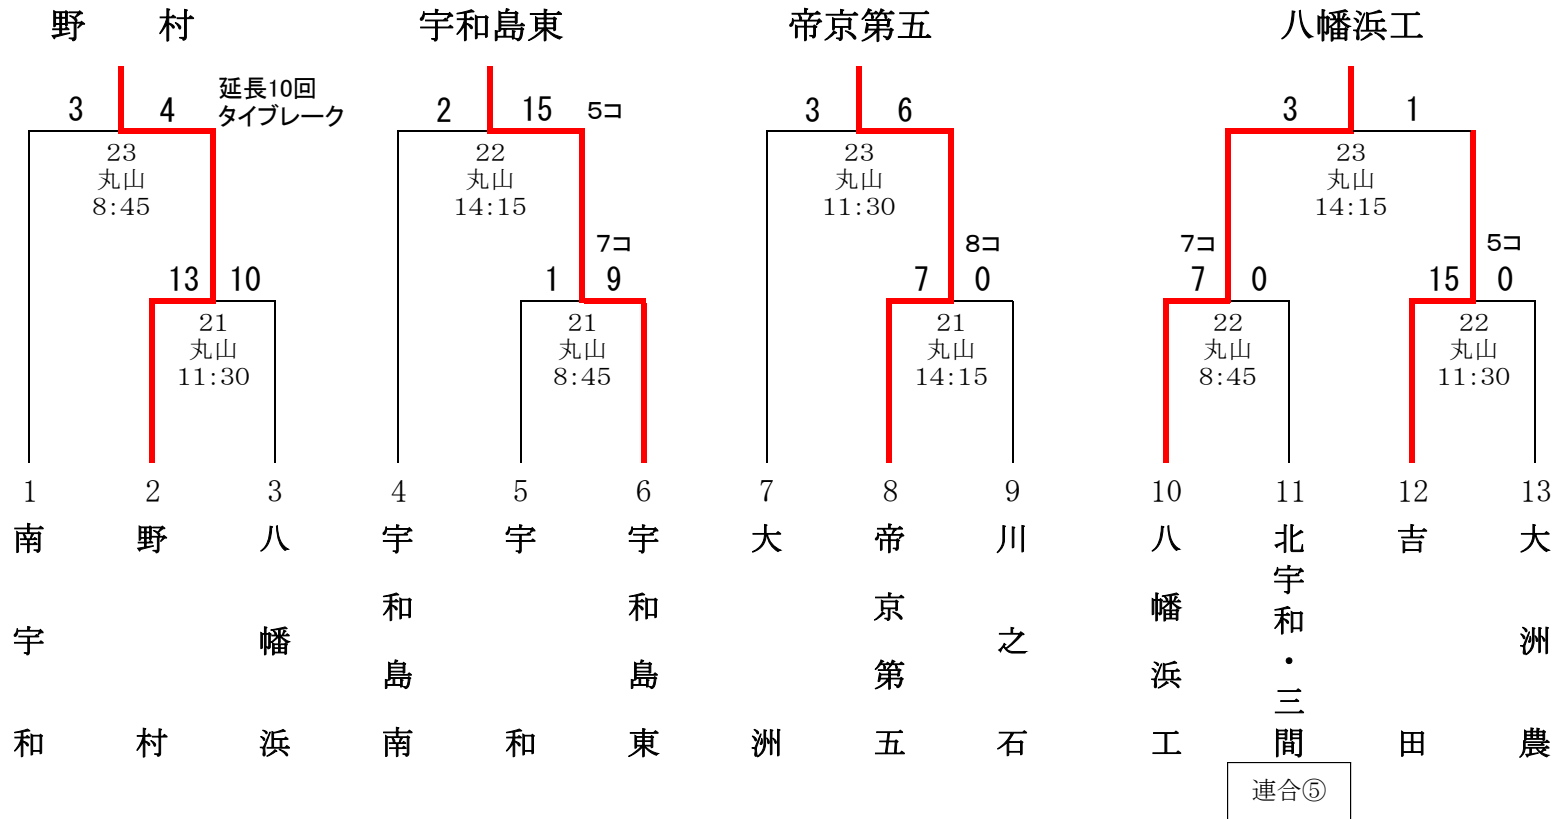 野 村
宇和島東
帝京第五
八幡浜工
3
4
延長10回
タイブレーク
2
15
5コ
3
6
3
1
23
丸山
8:45
22
丸山
14:15
23
丸山
11:30
23
丸山
14:15
13
10
7コ
1
9
8コ
7
0
7コ
7
0
5コ
15
0
21
丸山
11:30
21
丸山
8:45
21
丸山
14:15
22
丸山
8:45
22
丸山
11:30
1
2
3
4
5
6
7
8
9
10
11
12
13
南宇和
野村
八幡浜
宇和島南
宇和
宇和島東
大洲
帝京第五
川之石
八幡浜工
北宇和・三間
吉田
大洲農
連合⑤